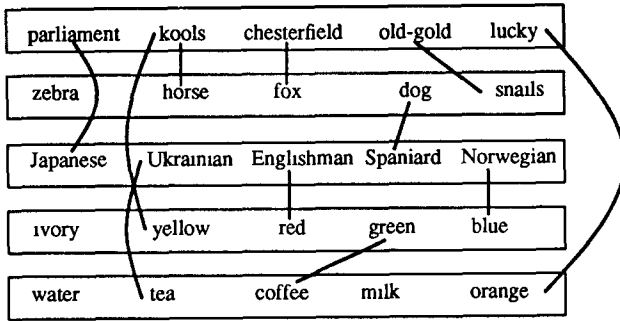 parliament kools chesterfield old-gold lucky
zebra horse fox dog snails
Japanese Ukrainian Englishman Spaniard Norwegian
ivory yellow red green blue
water tea coffee milk orange